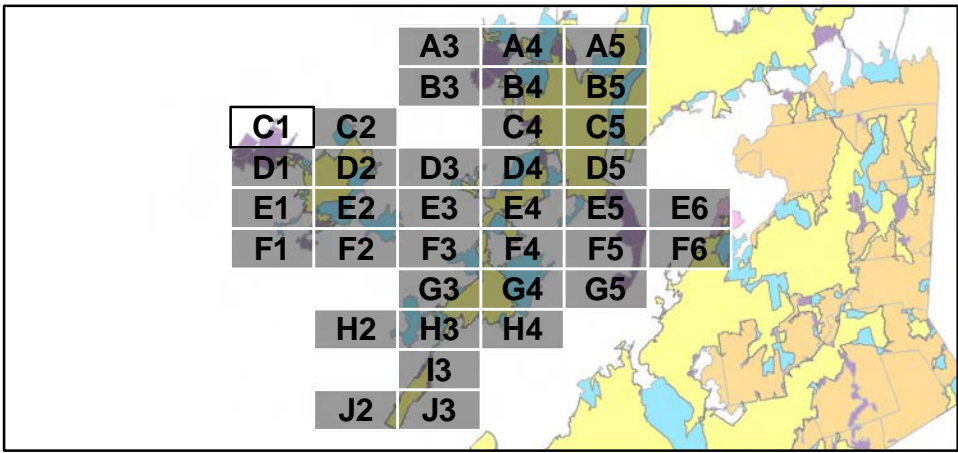 A3 A4 A5
B3 B4 B5
C1 C2 C4 C5
D1 D2 D3 D4 D5
E1 E2 E3 E4 E5 E6
F1 F2 F3 F4 F5 F6
G3 G4 G5
H2 H3 H4
I3
J2 J3